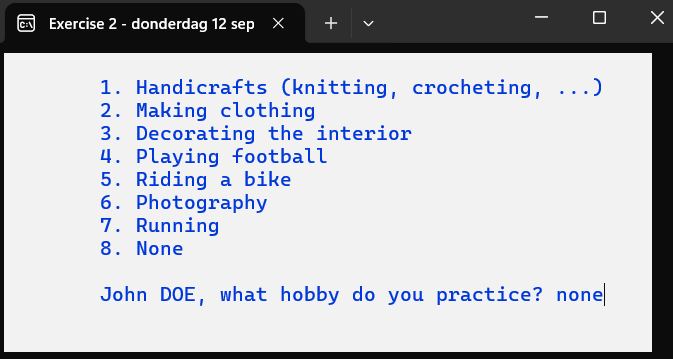 Exercise 2 - donderdag 12 sep
1. Handicrafts (knitting, crocheting, ...)
2. Making clothing
3. Decorating the interior
4. Playing football
5. Riding a bike
6. Photography
7. Running
8. None
John DOE, what hobby do you practice? none